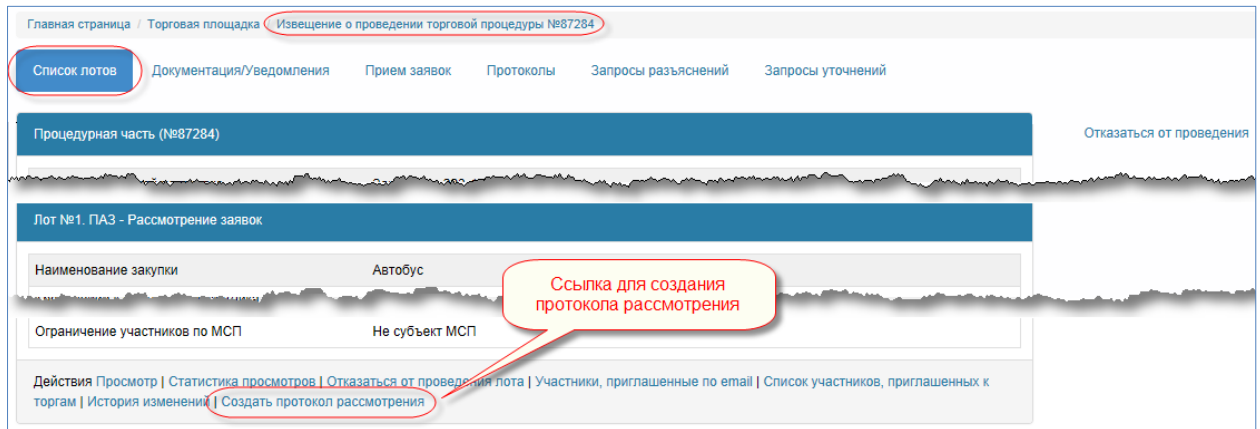 Главная страница / Торговая площадка / Извещение о проведении торговой процедуры №87284
Список лотов Документация/Уведомления Прием заявок Протоколы Запросы разъяснений Запросы уточнений
Процедурная часть (№87284)
Отказаться от проведения
Лот №1. ПАЗ - Рассмотрение заявок
Наименование закупки Автобус
Ссылка для создания
протокола рассмотрения
Ограничение участников по МСП Не субъект МСП
Действия Просмотр | Статистика просмотров | Отказаться от проведения лота | Участники, приглашенные по email | Список участников, приглашенных к
торгам | История изменений | Создать протокол рассмотрения